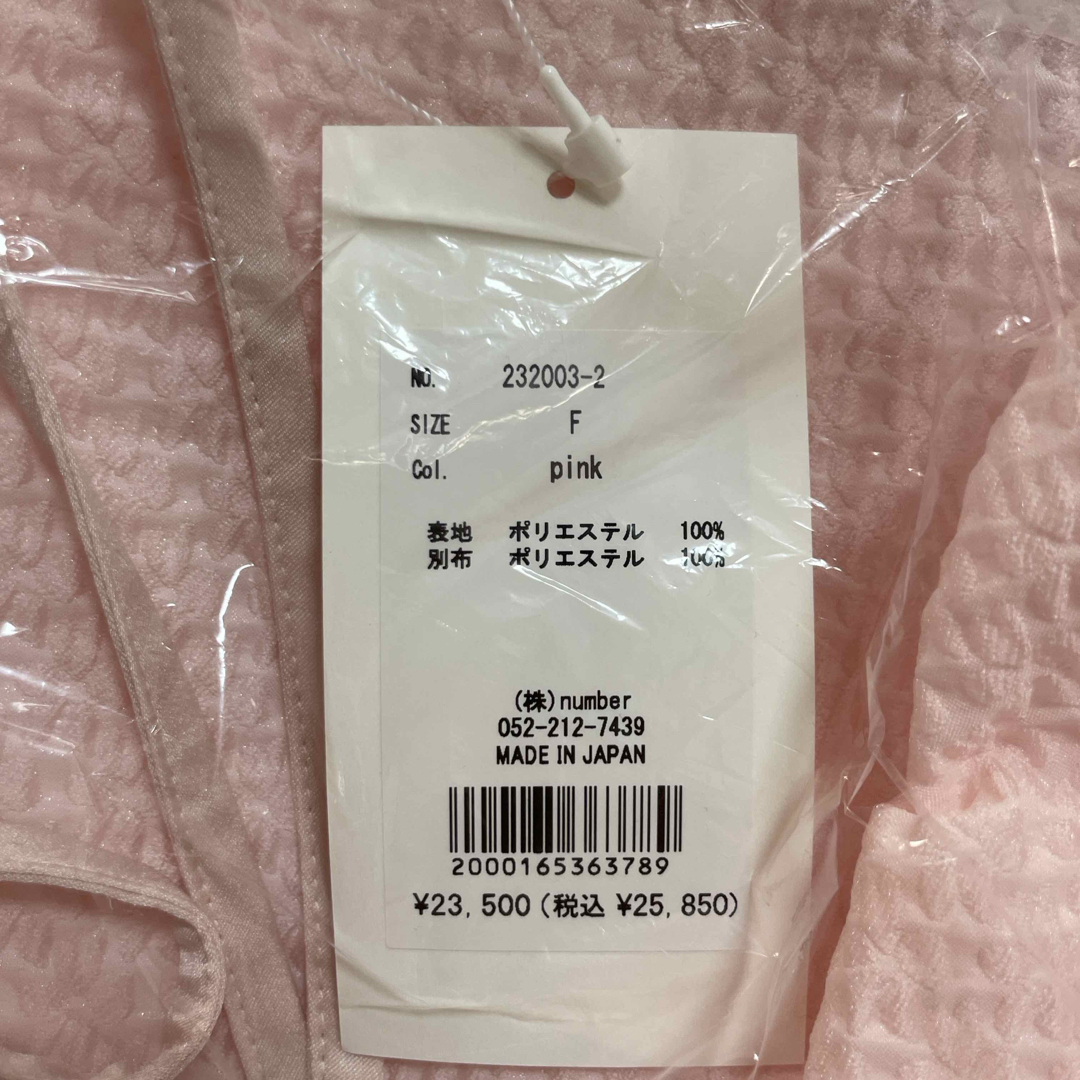 NO. 232003-2
SIZE F
Col. pink
表地 ポリエステル 100%
別布 ポリエステル 100%
(株)number
052-212-7439
MADE IN JAPAN
2000165363789
¥23,500(税込 ¥25,850)